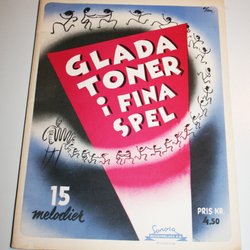 GLADA
TONER
i FINA
SPEL
15
melodier
PRIS KR.
4.50
Sonora